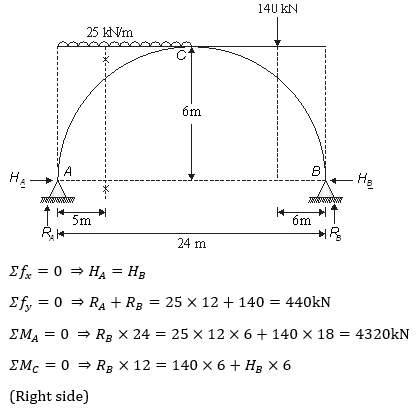 140 kN
25 kN/m
C
6m
H_A
A
B
H_B
R_A
5m
6m
R_B
24 m
Σf_x = 0 ⇒ H_A = H_B
Σf_y = 0 ⇒ R_A + R_B = 25 × 12 + 140 = 440kN
ΣM_A = 0 ⇒ R_B × 24 = 25 × 12 × 6 + 140 × 18 = 4320kN
ΣM_C = 0 ⇒ R_B × 12 = 140 × 6 + H_B × 6
(Right side)